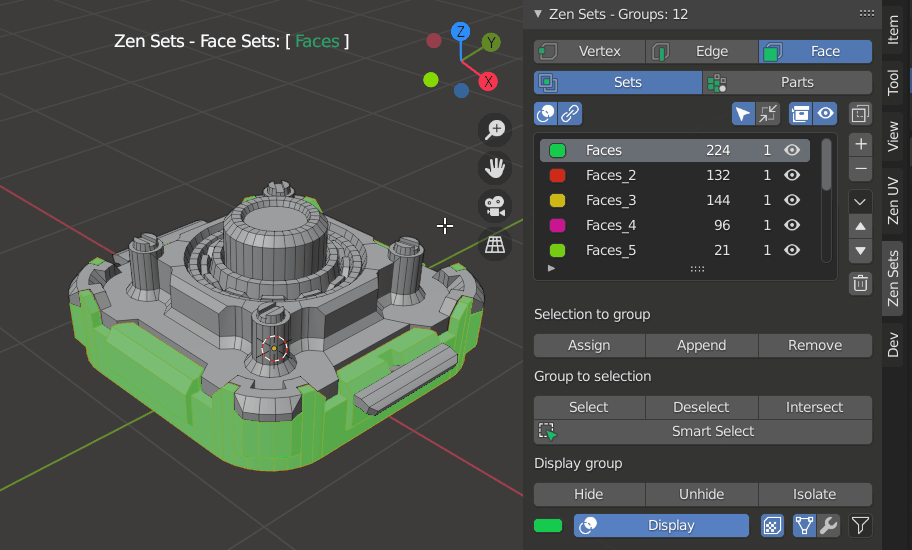 Zen Sets - Face Sets: [ Faces ]
Z
Y
X
Zen Sets - Groups: 12
Vertex Edge Face
Sets Parts
Faces 224 1
Faces_2 132 1
Faces_3 144 1
Faces_4 96 1
Faces_5 21 1
Selection to group
Assign Append Remove
Group to selection
Select Deselect Intersect
Smart Select
Display group
Hide Unhide Isolate
Display
Item
Tool
View
Zen UV
Zen Sets
Dev